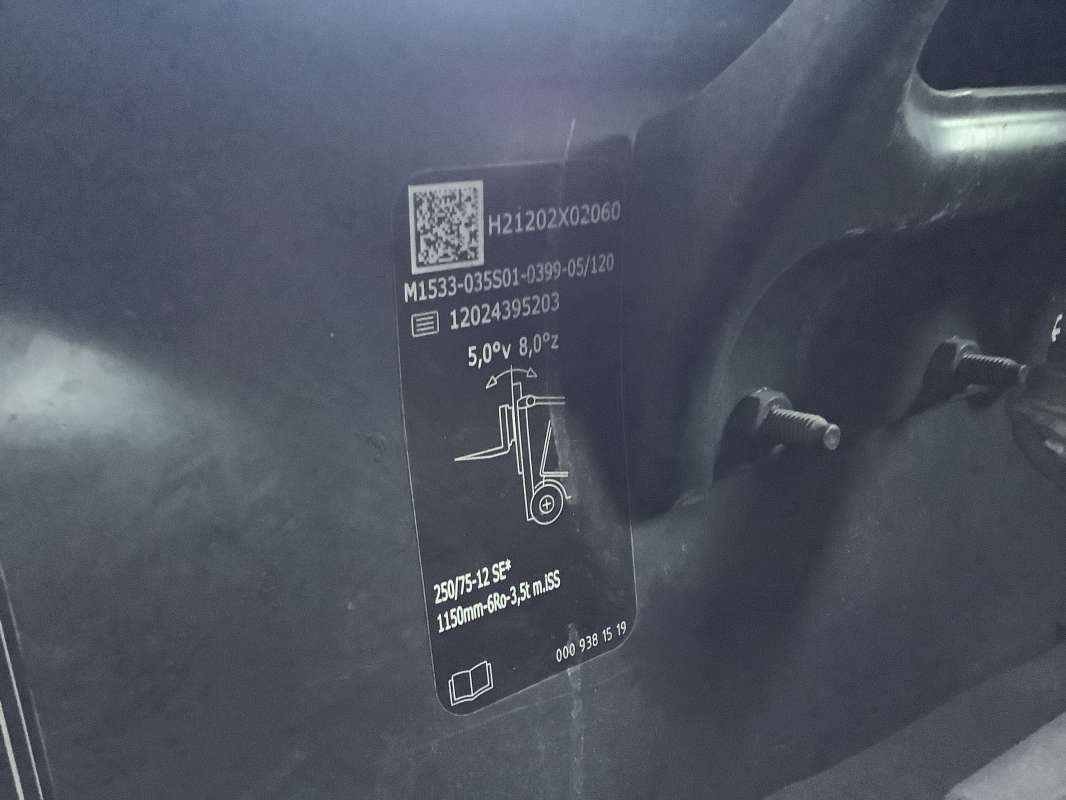 H21202X02060
M1533-035S01-0399-05/120
12024395203
5,0°v 8,0°z
250/75-12 SE*
1150mm-6Ro-3,5t m.iSS
000 938 15 19